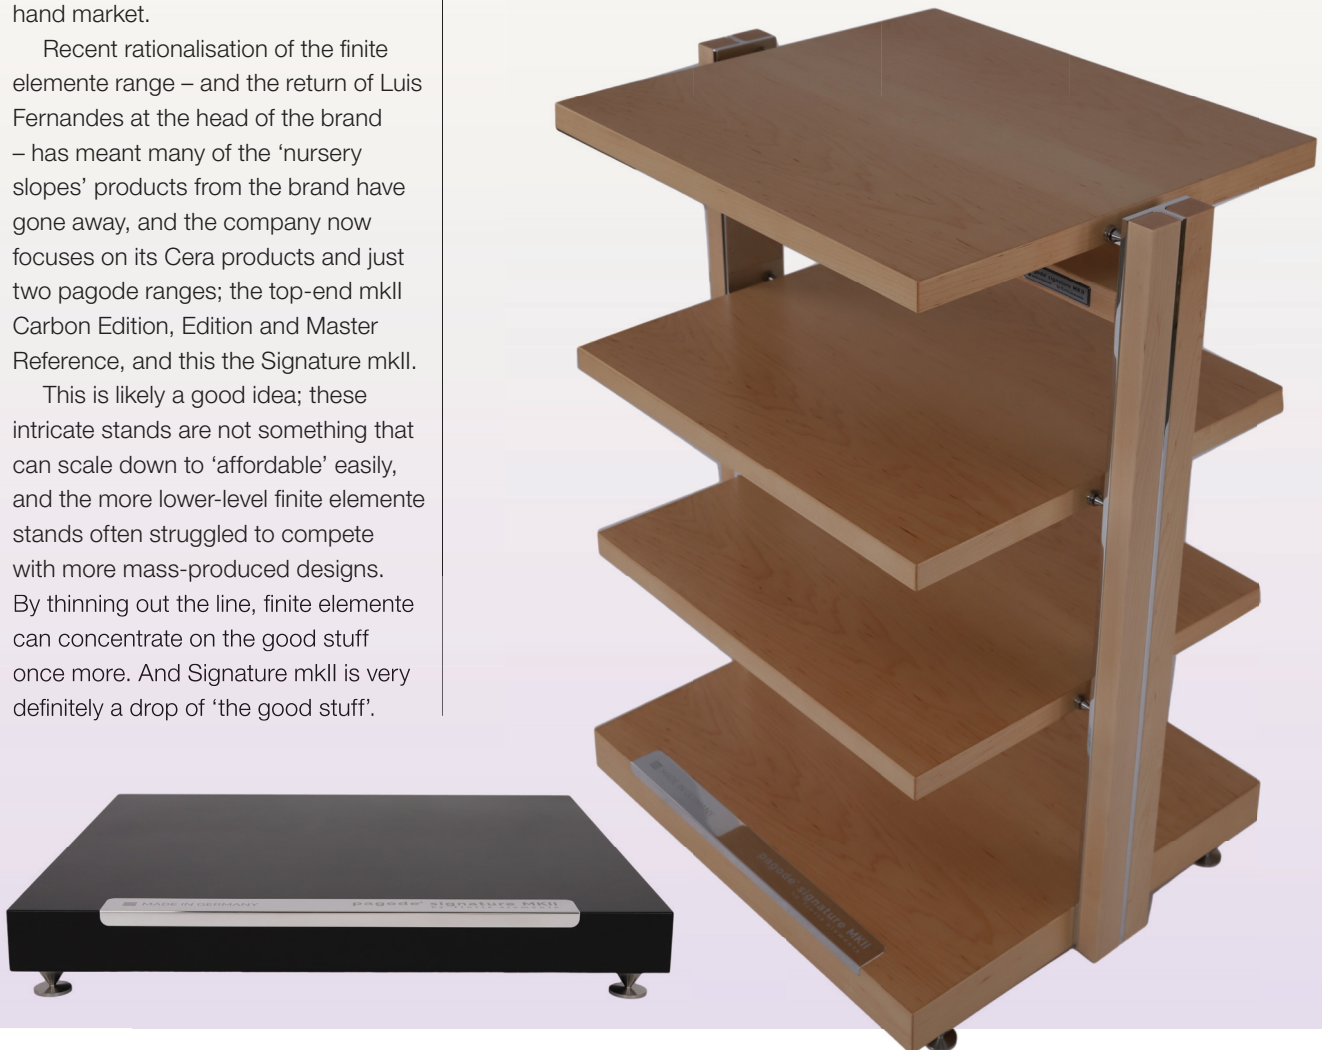 hand market.
Recent rationalisation of the finite
elemente range – and the return of Luis
Fernandes at the head of the brand
– has meant many of the ‘nursery
slopes’ products from the brand have
gone away, and the company now
focuses on its Cera products and just
two pagode ranges; the top-end mkII
Carbon Edition, Edition and Master
Reference, and this the Signature mkII.
This is likely a good idea; these
intricate stands are not something that
can scale down to ‘affordable’ easily,
and the more lower-level finite elemente
stands often struggled to compete
with more mass-produced designs.
By thinning out the line, finite elemente
can concentrate on the good stuff
once more. And Signature mkII is very
definitely a drop of ‘the good stuff’.
MADE IN GERMANY
pagode® signature MKII
by finite elemente
pagode® signature MKII
pagode® signature MKII